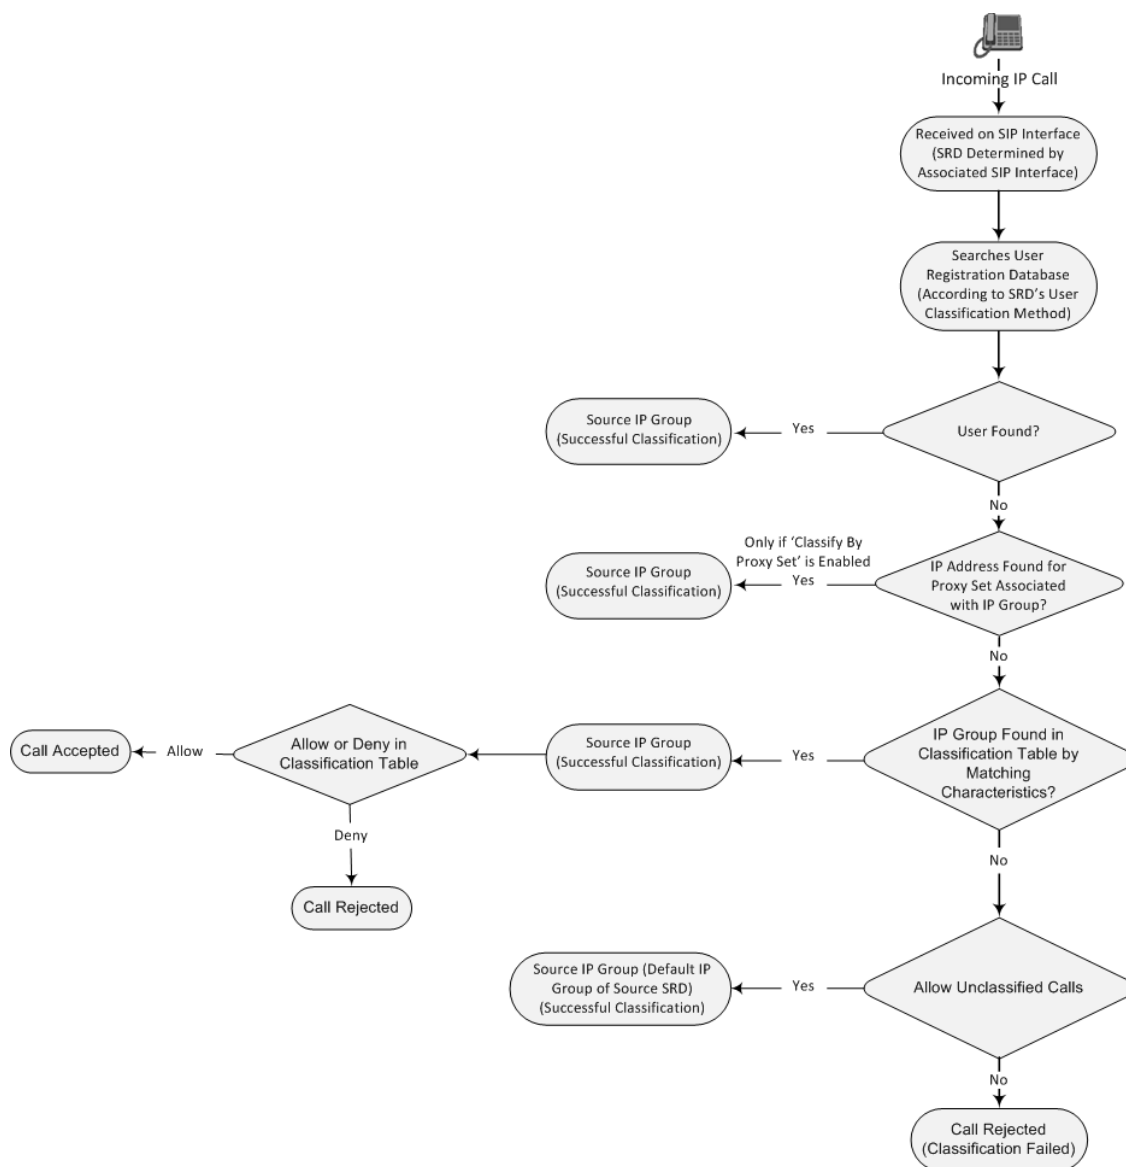 Incoming IP Call
Received on SIP Interface
(SRD Determined by
Associated SIP Interface)
Searches User
Registration Database
(According to SRD's User
Classification Method)
Source IP Group
(Successful Classification)
Yes
User Found?
No
Only if 'Classify By
Proxy Set' is Enabled
Source IP Group
(Successful Classification)
Yes
IP Address Found for
Proxy Set Associated
with IP Group?
No
Call Accepted
Allow
Allow or Deny in
Classification Table
Source IP Group
(Successful Classification)
Yes
IP Group Found in
Classification Table by
Matching
Characteristics?
Deny
No
Call Rejected
Source IP Group (Default IP
Group of Source SRD)
(Successful Classification)
Yes
Allow Unclassified Calls
No
Call Rejected
(Classification Failed)